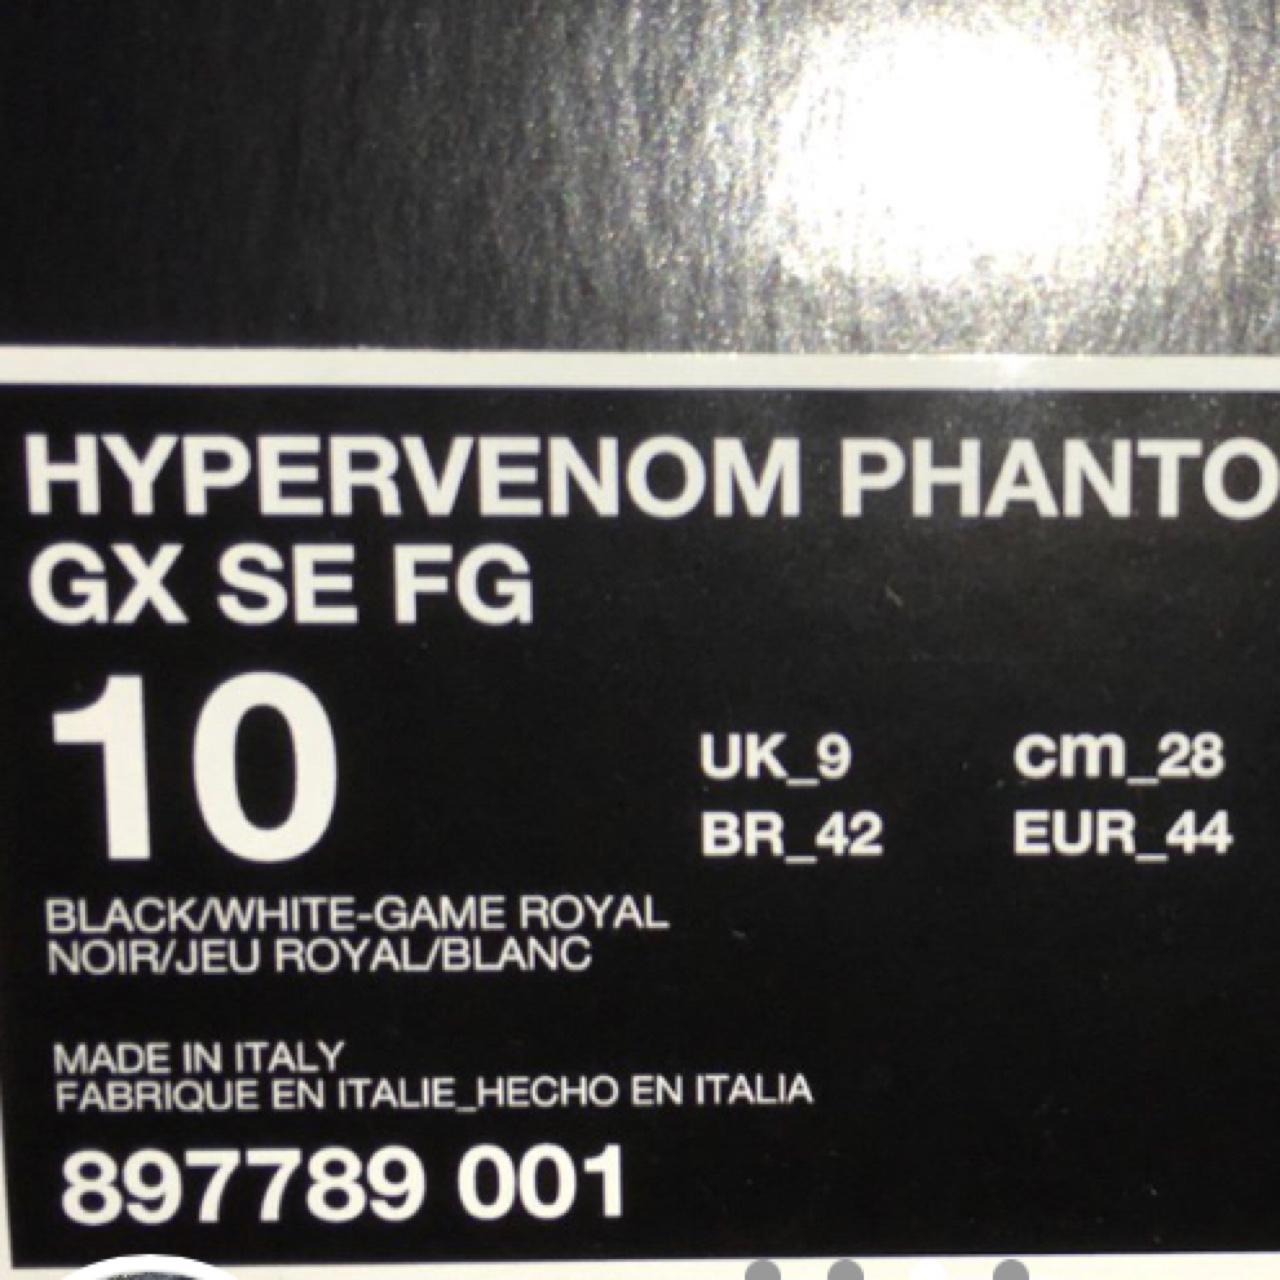 HYPERVENOM PHANTO
GX SE FG
10
UK_9 cm_28
BR_42 EUR_44
BLACK/WHITE-GAME ROYAL
NOIR/JEU ROYAL/BLANC
MADE IN ITALY
FABRIQUE EN ITALIE_HECHO EN ITALIA
897789 001